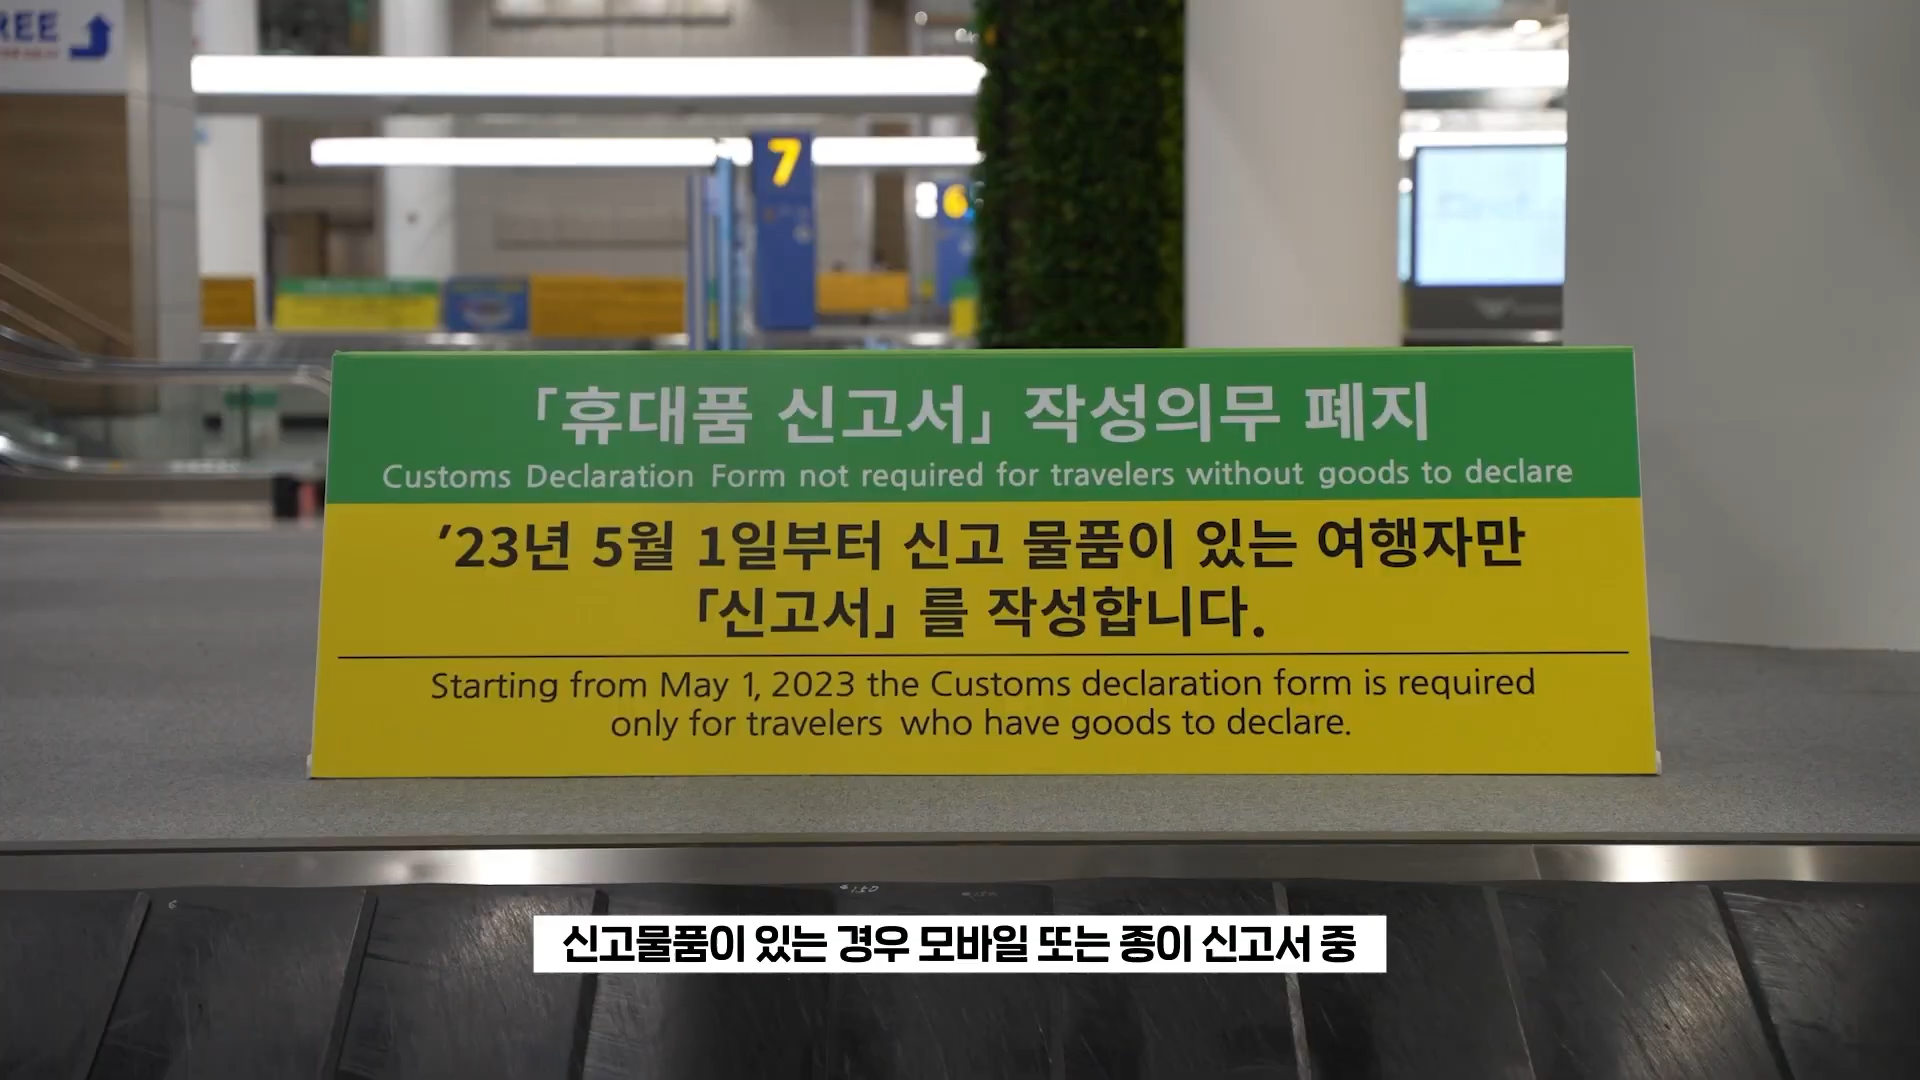 REE
7
6
「휴대품 신고서」 작성의무 폐지
Customs Declaration Form not required for travelers without goods to declare
′23년 5월 1일부터 신고 물품이 있는 여행자만
「신고서」 를 작성합니다.
Starting from May 1, 2023 the Customs declaration form is required
only for travelers who have goods to declare.
신고물품이 있는 경우 모바일 또는 종이 신고서 중